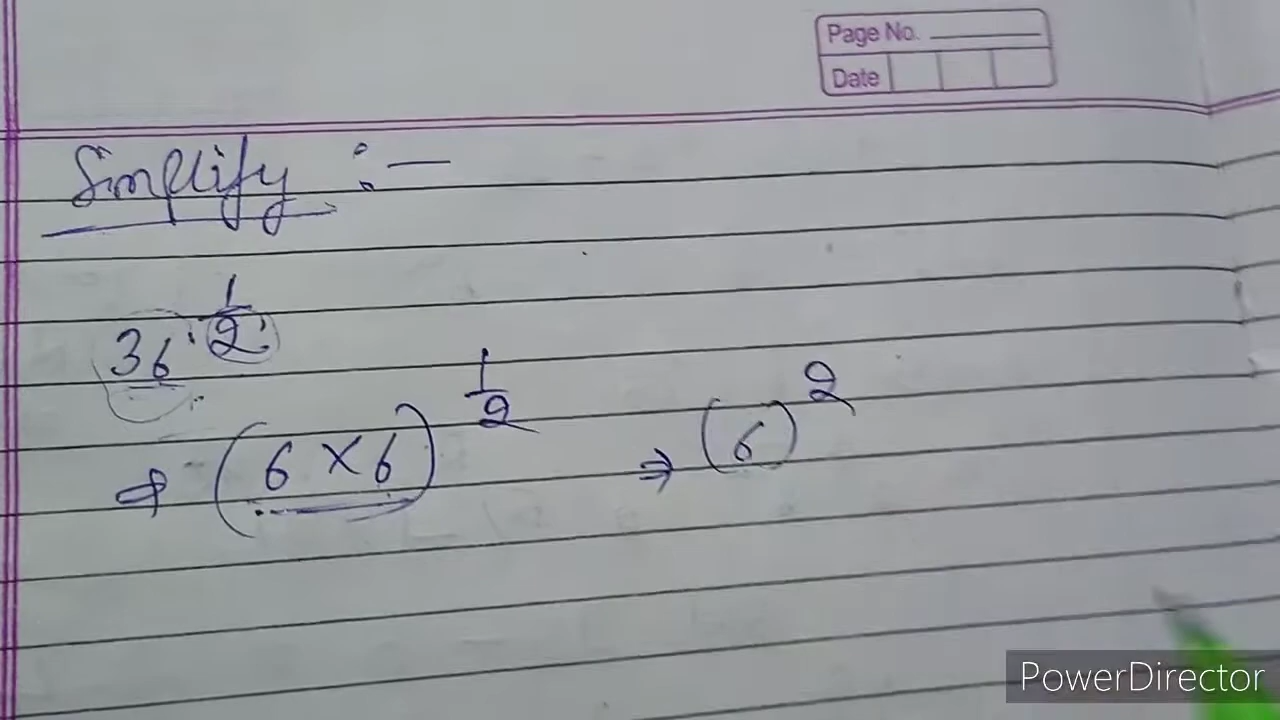 Page No.
Date
Simplify :-
36^{1/2}
⇒ (6 × 6)^{1/2} ⇒ (6)^2
PowerDirector